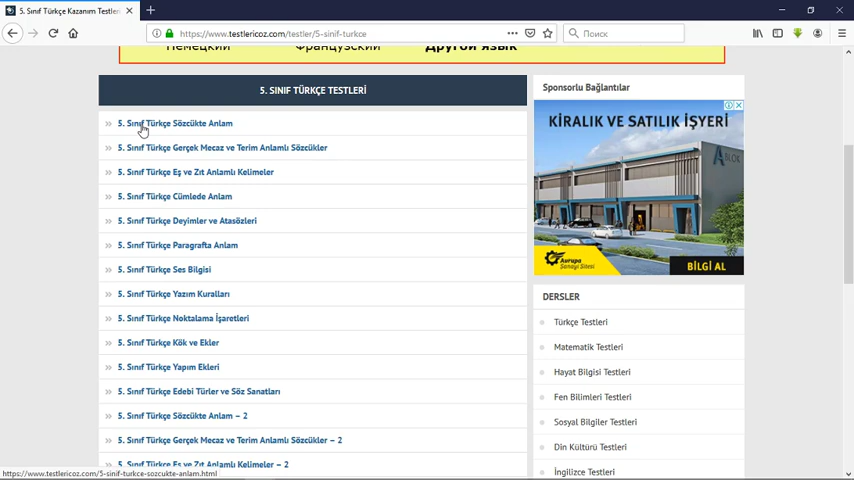 5. Sınıf Türkçe Kazanım Testler
https://www.testlericoz.com/testler/5-sinif-turkce
Поиск
Немецкий Французский Другой язык
5. SINIF TÜRKÇE TESTLERİ
5. Sınıf Türkçe Sözcükte Anlam
5. Sınıf Türkçe Gerçek Mecaz ve Terim Anlamlı Sözcükler
5. Sınıf Türkçe Eş ve Zıt Anlamlı Kelimeler
5. Sınıf Türkçe Cümlede Anlam
5. Sınıf Türkçe Deyimler ve Atasözleri
5. Sınıf Türkçe Paragrafta Anlam
5. Sınıf Türkçe Ses Bilgisi
5. Sınıf Türkçe Yazım Kuralları
5. Sınıf Türkçe Noktalama İşaretleri
5. Sınıf Türkçe Kök ve Ekler
5. Sınıf Türkçe Yapım Ekleri
5. Sınıf Türkçe Edebi Türler ve Söz Sanatları
5. Sınıf Türkçe Sözcükte Anlam – 2
5. Sınıf Türkçe Gerçek Mecaz ve Terim Anlamlı Sözcükler – 2
5. Sınıf Türkçe Eş ve Zıt Anlamlı Kelimeler – 2
https://www.testlericoz.com/5-sinif-turkce-sozcukte-anlam.html
Sponsorlu Bağlantılar
KİRALIK VE SATILIK İŞYERİ
A BLOK
Avrupa
Sanayi Sitesi
BİLGİ AL
DERSLER
Türkçe Testleri
Matematik Testleri
Hayat Bilgisi Testleri
Fen Bilimleri Testleri
Sosyal Bilgiler Testleri
Din Kültürü Testleri
İngilizce Testleri